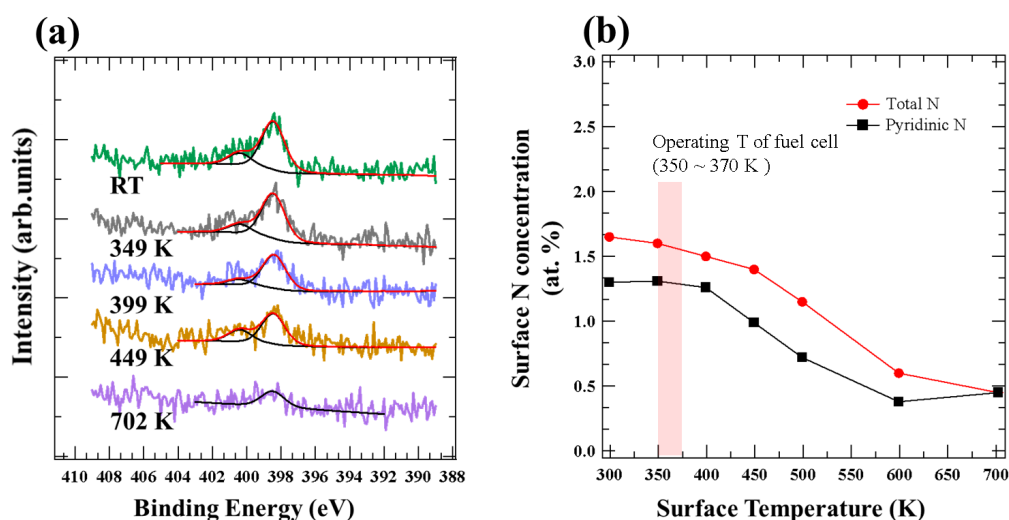 (a)
Intensity (arb.units)
RT
349 K
399 K
449 K
702 K
410 408 406 404 402 400 398 396 394 392 390 388
Binding Energy (eV)
(b)
Surface N concentration
(at. %)
3.0
2.5
2.0
1.5
1.0
0.5
0.0
Total N
Pyridinic N
Operating T of fuel cell
(350 ~ 370 K )
300 350 400 450 500 550 600 650 700
Surface Temperature (K)